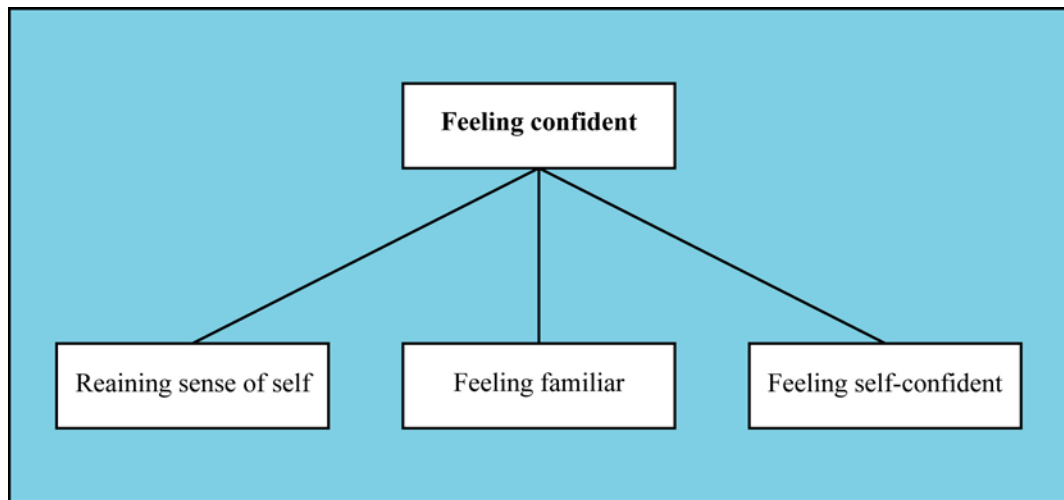 Feeling confident
Reaining sense of self
Feeling familiar
Feeling self-confident